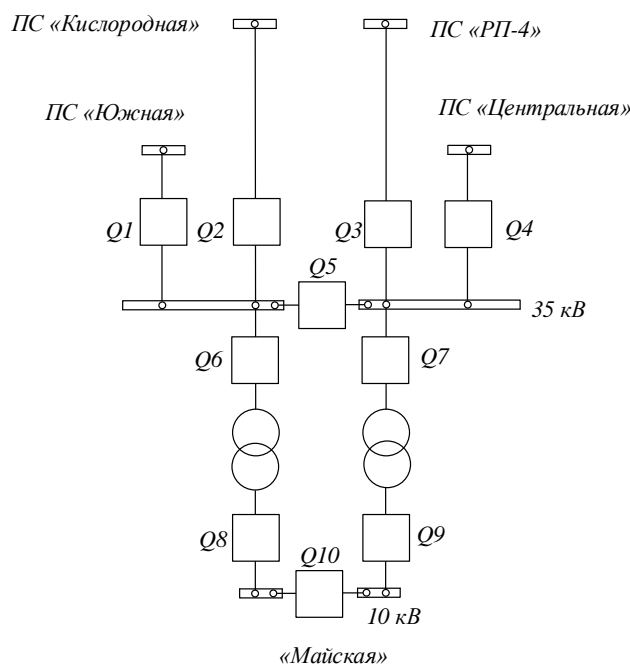 ПС «Кислородная»
ПС «РП-4»
ПС «Южная»
ПС «Центральная»
Q1
Q2
Q3
Q4
Q5
35 кВ
Q6
Q7
Q8
Q9
Q10
10 кВ
«Майская»